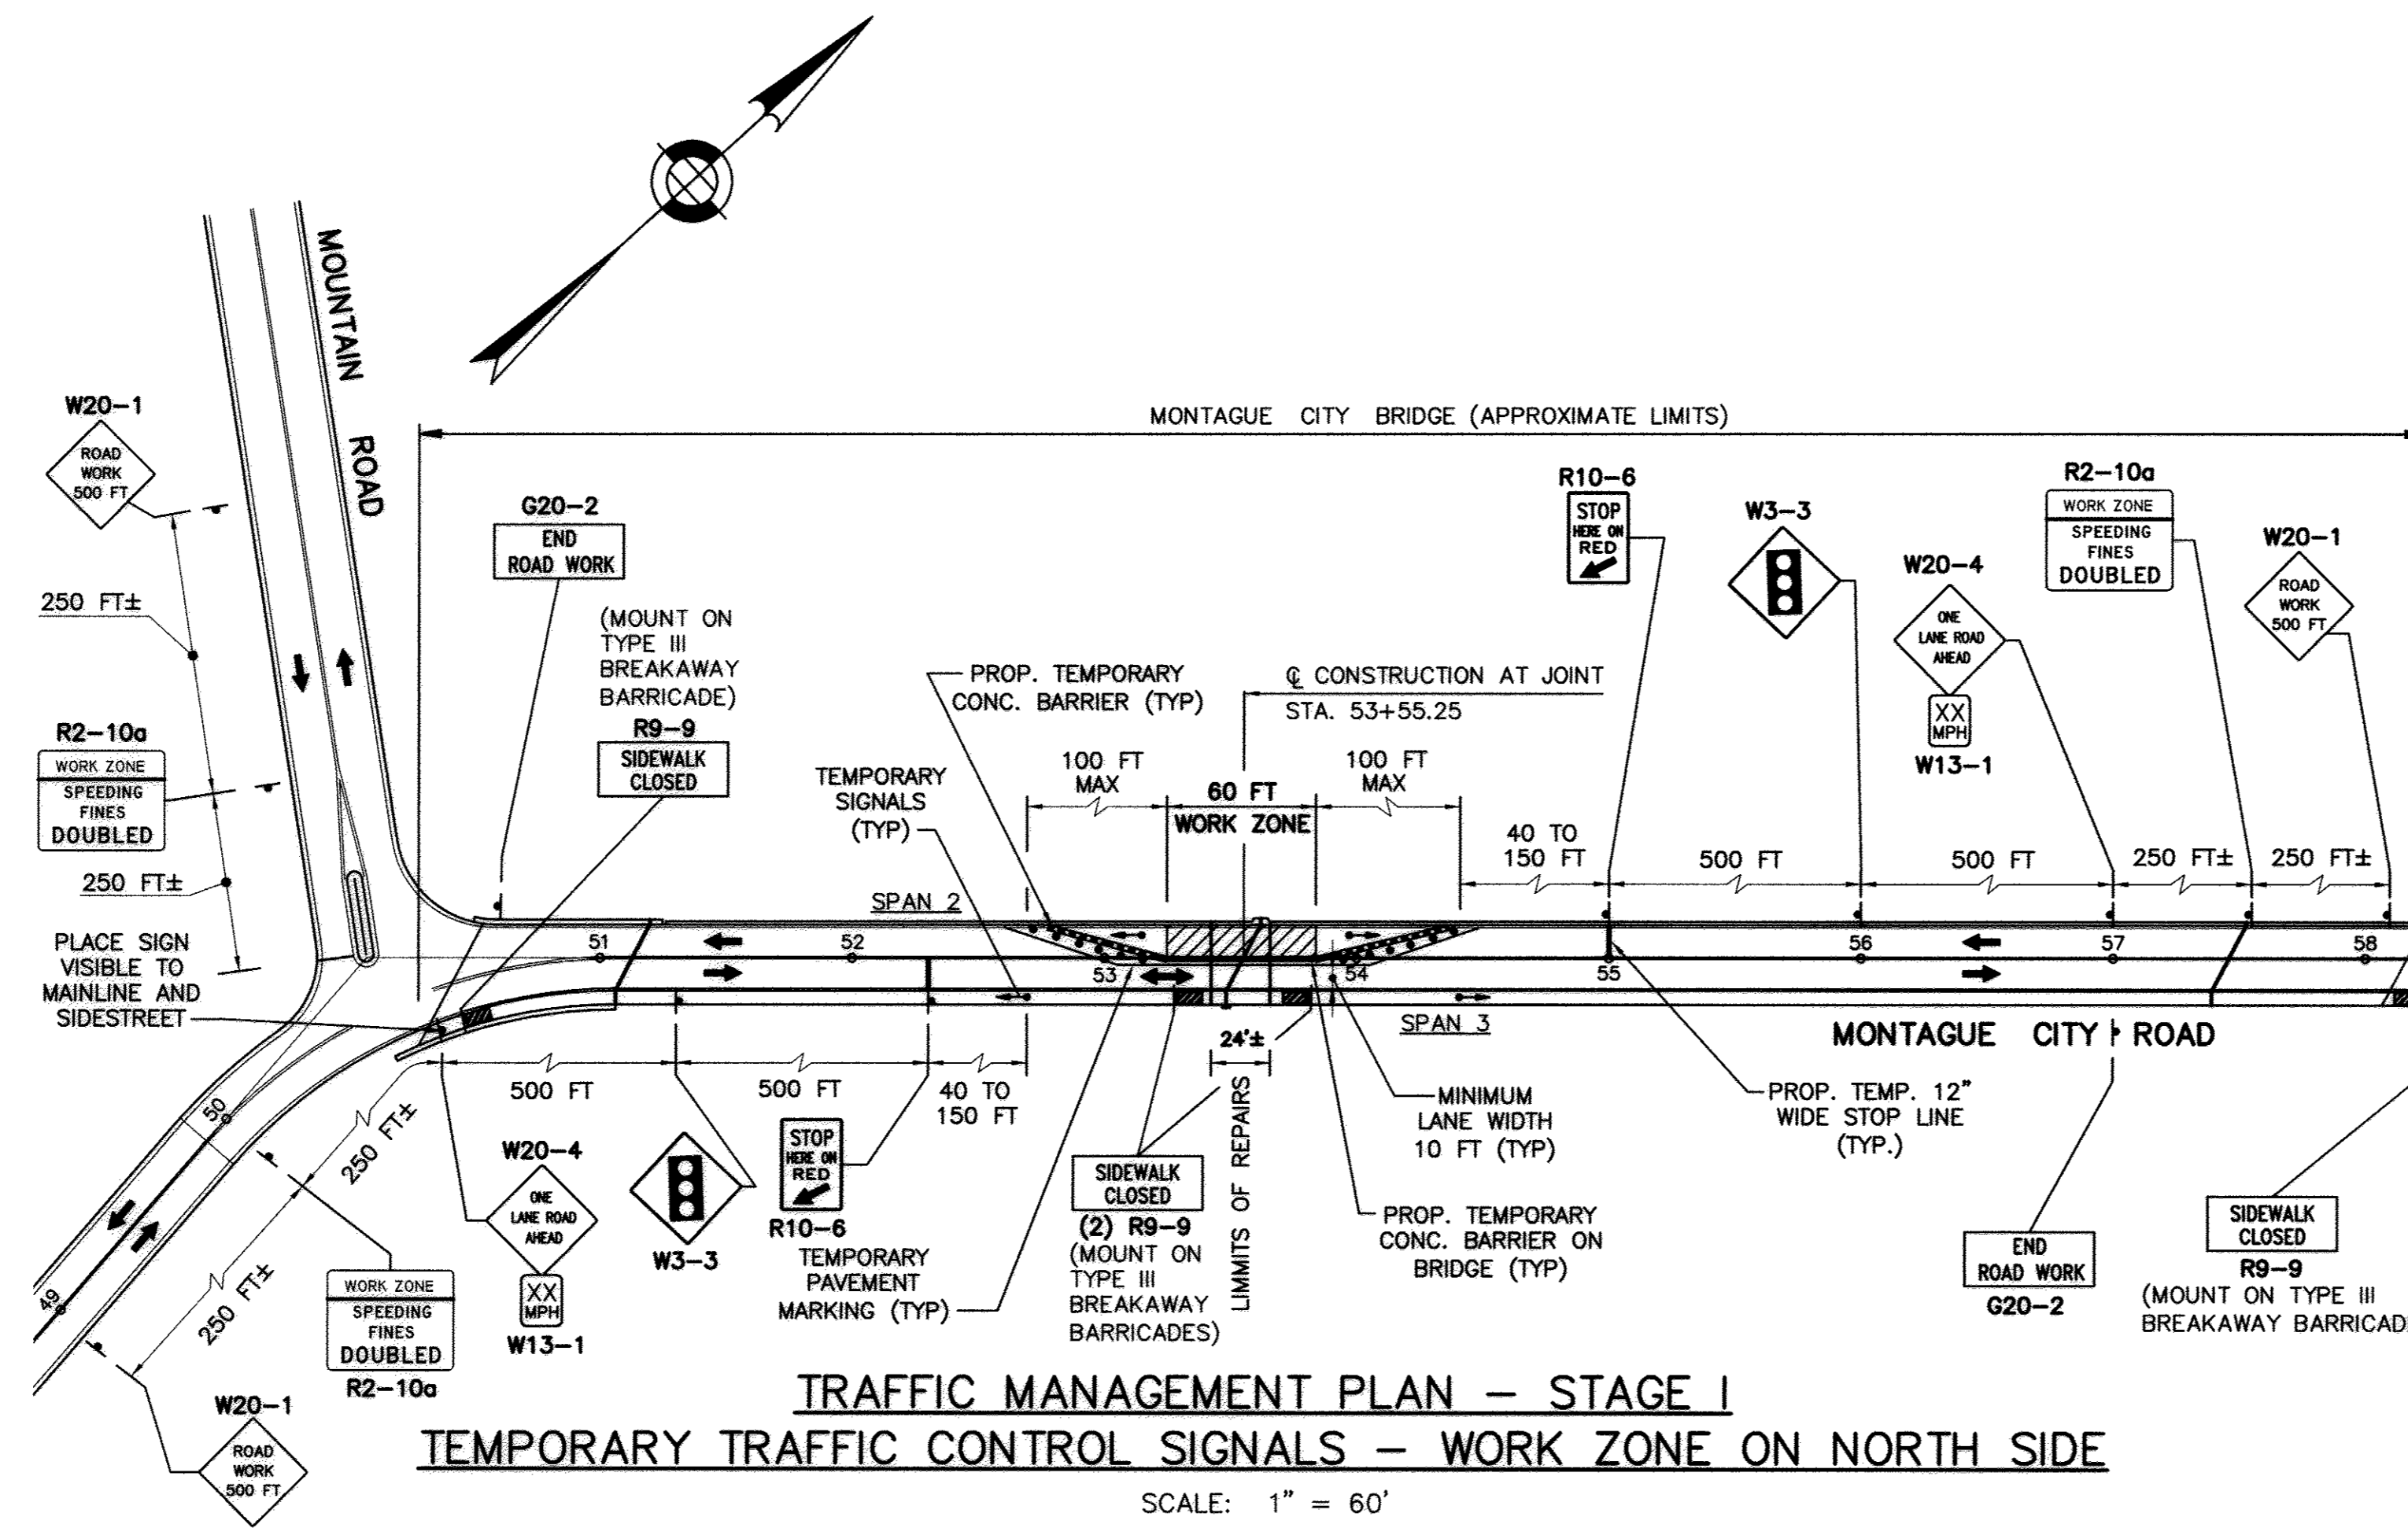 MOUNTAIN
ROAD
W20-1
ROAD
WORK
500 FT
250 FT±
R2-10a
WORK ZONE
SPEEDING
FINES
DOUBLED
250 FT±
PLACE SIGN
VISIBLE TO
MAINLINE AND
SIDESTREET
MONTAGUE CITY BRIDGE (APPROXIMATE LIMITS)
G20-2
END
ROAD WORK
(MOUNT ON
TYPE III
BREAKAWAY
BARRICADE)
R9-9
SIDEWALK
CLOSED
TEMPORARY
SIGNALS
(TYP)
PROP. TEMPORARY
CONC. BARRIER (TYP)
100 FT
MAX
60 FT
WORK ZONE
℄ CONSTRUCTION AT JOINT
STA. 53+55.25
100 FT
MAX
R10-6
STOP
HERE ON
RED
W3-3
W20-4
ONE
LANE ROAD
AHEAD
XX
MPH
W13-1
R2-10a
WORK ZONE
SPEEDING
FINES
DOUBLED
W20-1
ROAD
WORK
500 FT
40 TO
150 FT
500 FT
500 FT
250 FT±
250 FT±
SPAN 2
51
52
53
54
55
56
57
58
SPAN 3
MONTAGUE CITY ROAD
24'±
50
49
250 FT±
250 FT±
500 FT
500 FT
40 TO
150 FT
W20-4
ONE
LANE ROAD
AHEAD
XX
MPH
W13-1
W3-3
STOP
HERE ON
RED
R10-6
TEMPORARY
PAVEMENT
MARKING (TYP)
SIDEWALK
CLOSED
(2) R9-9
(MOUNT ON
TYPE III
BREAKAWAY
BARRICADES)
LIMMITS OF REPAIRS
MINIMUM
LANE WIDTH
10 FT (TYP)
PROP. TEMPORARY
CONC. BARRIER ON
BRIDGE (TYP)
PROP. TEMP. 12"
WIDE STOP LINE
(TYP.)
END
ROAD WORK
G20-2
SIDEWALK
CLOSED
R9-9
(MOUNT ON TYPE III
BREAKAWAY BARRICAD
WORK ZONE
SPEEDING
FINES
DOUBLED
R2-10a
W20-1
ROAD
WORK
500 FT
TRAFFIC MANAGEMENT PLAN - STAGE I
TEMPORARY TRAFFIC CONTROL SIGNALS - WORK ZONE ON NORTH SIDE
SCALE: 1" = 60'